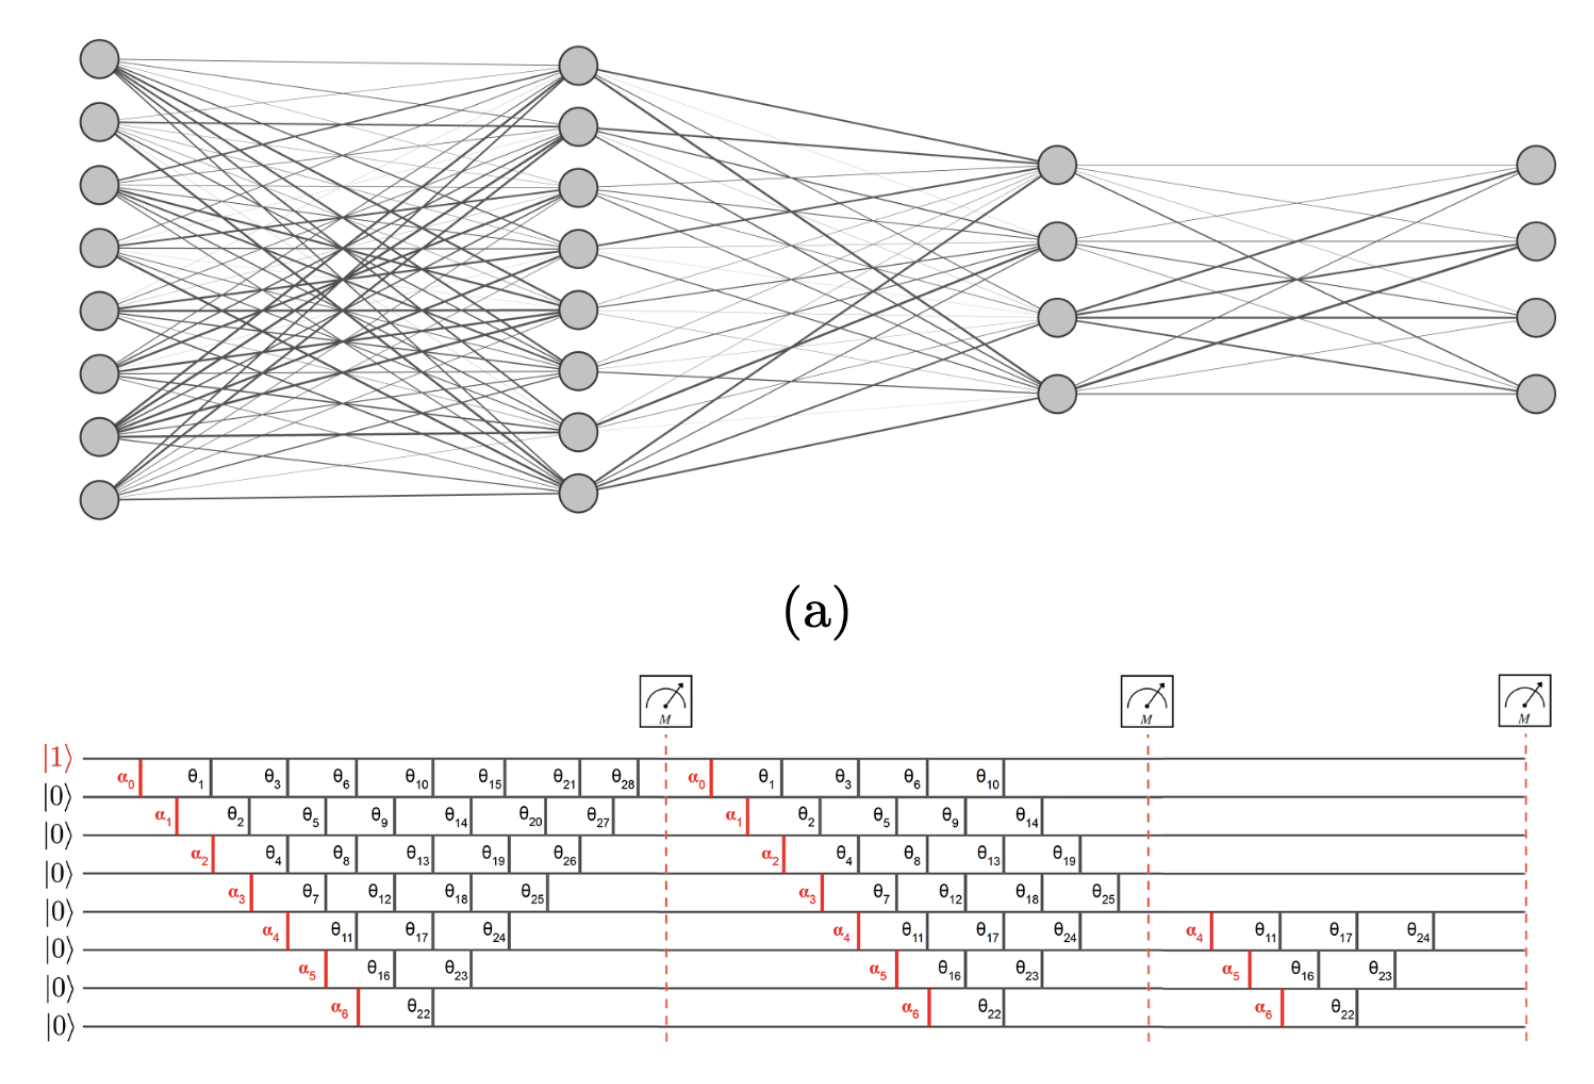 (a)
M M M
|1⟩
α₀ θ₁ θ₃ θ₆ θ₁₀ θ₁₅ θ₂₁ θ₂₈ α₀ θ₁ θ₃ θ₆ θ₁₀
|0⟩
α₁ θ₂ θ₅ θ₉ θ₁₄ θ₂₀ θ₂₇ α₁ θ₂ θ₅ θ₉ θ₁₄
|0⟩
α₂ θ₄ θ₈ θ₁₃ θ₁₉ θ₂₆ α₂ θ₄ θ₈ θ₁₃ θ₁₉
|0⟩
α₃ θ₇ θ₁₂ θ₁₈ θ₂₅ α₃ θ₇ θ₁₂ θ₁₈ θ₂₅
|0⟩
α₄ θ₁₁ θ₁₇ θ₂₄ α₄ θ₁₁ θ₁₇ θ₂₄ α₄ θ₁₁ θ₁₇ θ₂₄
|0⟩
α₅ θ₁₆ θ₂₃ α₅ θ₁₆ θ₂₃ α₅ θ₁₆ θ₂₃
|0⟩
α₆ θ₂₂ α₆ θ₂₂ α₆ θ₂₂
|0⟩